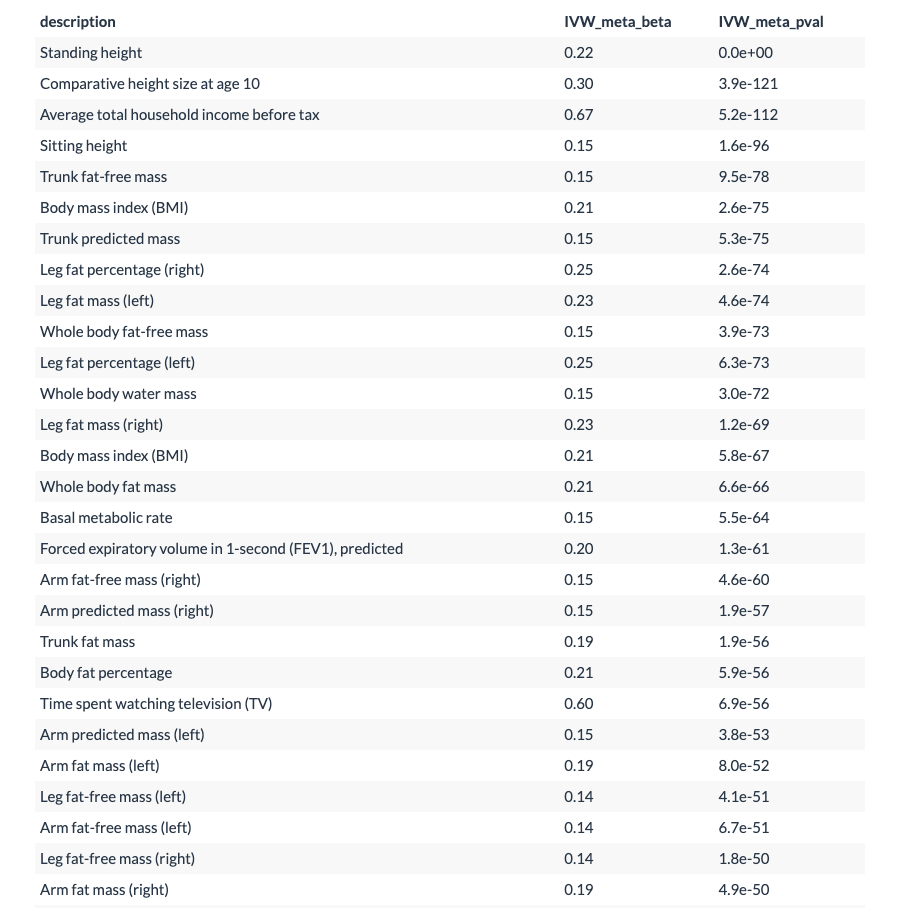 description IVW_meta_beta IVW_meta_pval
Standing height 0.22 0.0e+00
Comparative height size at age 10 0.30 3.9e-121
Average total household income before tax 0.67 5.2e-112
Sitting height 0.15 1.6e-96
Trunk fat-free mass 0.15 9.5e-78
Body mass index (BMI) 0.21 2.6e-75
Trunk predicted mass 0.15 5.3e-75
Leg fat percentage (right) 0.25 2.6e-74
Leg fat mass (left) 0.23 4.6e-74
Whole body fat-free mass 0.15 3.9e-73
Leg fat percentage (left) 0.25 6.3e-73
Whole body water mass 0.15 3.0e-72
Leg fat mass (right) 0.23 1.2e-69
Body mass index (BMI) 0.21 5.8e-67
Whole body fat mass 0.21 6.6e-66
Basal metabolic rate 0.15 5.5e-64
Forced expiratory volume in 1-second (FEV1), predicted 0.20 1.3e-61
Arm fat-free mass (right) 0.15 4.6e-60
Arm predicted mass (right) 0.15 1.9e-57
Trunk fat mass 0.19 1.9e-56
Body fat percentage 0.21 5.9e-56
Time spent watching television (TV) 0.60 6.9e-56
Arm predicted mass (left) 0.15 3.8e-53
Arm fat mass (left) 0.19 8.0e-52
Leg fat-free mass (left) 0.14 4.1e-51
Arm fat-free mass (left) 0.14 6.7e-51
Leg fat-free mass (right) 0.14 1.8e-50
Arm fat mass (right) 0.19 4.9e-50